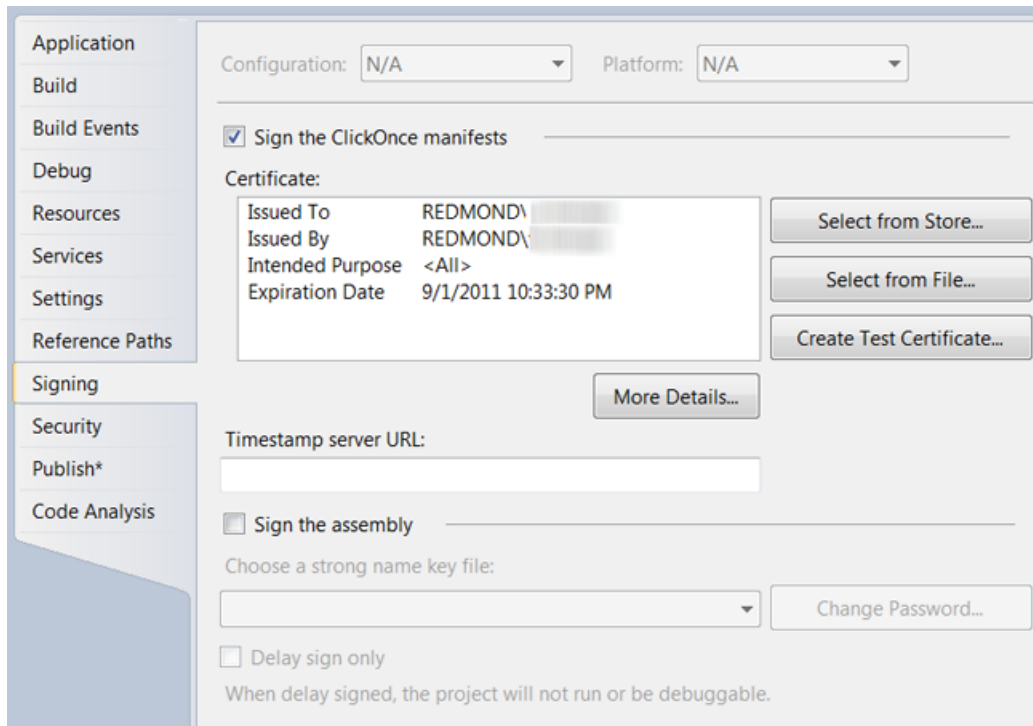 Application
Build
Build Events
Debug
Resources
Services
Settings
Reference Paths
Signing
Security
Publish*
Code Analysis
Configuration: N/A Platform: N/A
Sign the ClickOnce manifests
Certificate:
Issued To REDMOND\
Issued By REDMOND\
Intended Purpose <All>
Expiration Date 9/1/2011 10:33:30 PM
Select from Store...
Select from File...
Create Test Certificate...
More Details...
Timestamp server URL:
Sign the assembly
Choose a strong name key file:
Change Password...
Delay sign only
When delay signed, the project will not run or be debuggable.